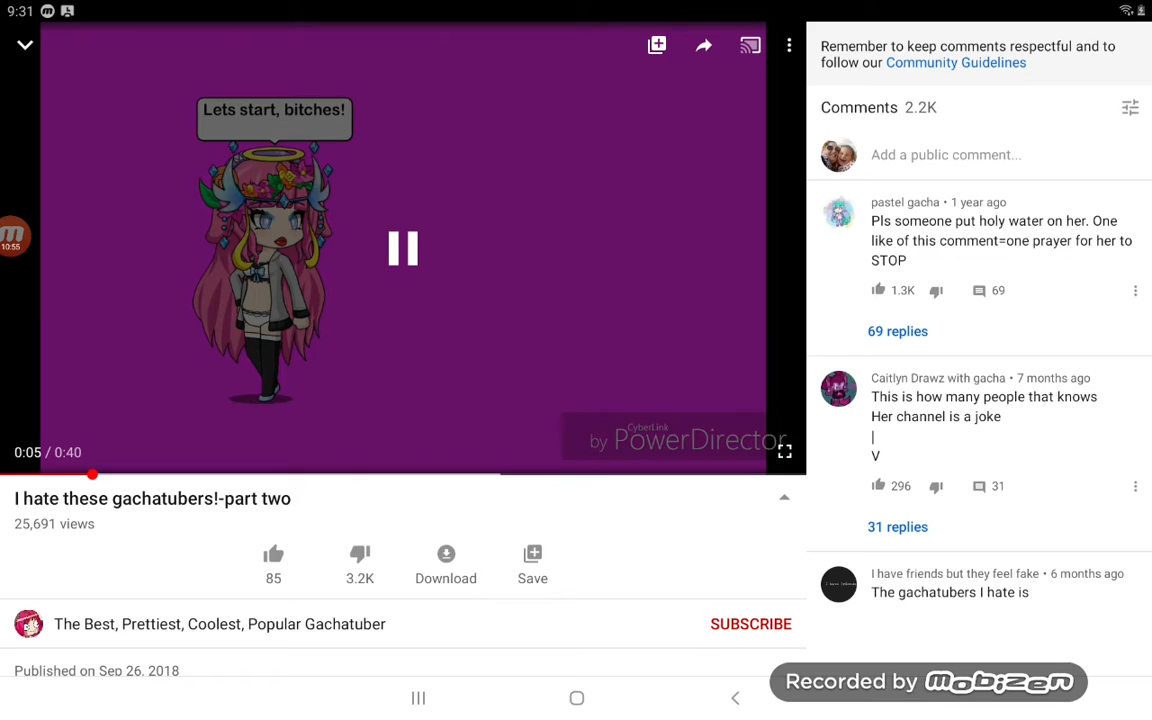 9:31
Lets start, bitches!
10:55
CyberLink
by PowerDirector
0:05 / 0:40
I hate these gachatubers!-part two
25,691 views
85
3.2K
Download
Save
The Best, Prettiest, Coolest, Popular Gachatuber
SUBSCRIBE
Published on Sep 26, 2018
Remember to keep comments respectful and to
follow our Community Guidelines
Comments 2.2K
Add a public comment...
pastel gacha • 1 year ago
Pls someone put holy water on her. One
like of this comment=one prayer for her to
STOP
1.3K
69
69 replies
Caitlyn Drawz with gacha • 7 months ago
This is how many people that knows
Her channel is a joke
|
V
296
31
31 replies
I have friends but they feel fake • 6 months ago
The gachatubers I hate is
Recorded by mobizen